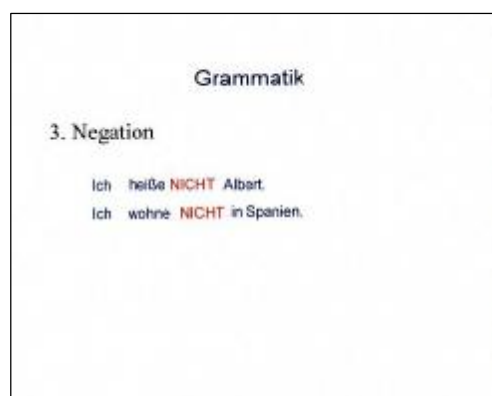 Grammatik
3. Negation
Ich heiße NICHT Albert.
Ich wohne NICHT in Spanien.